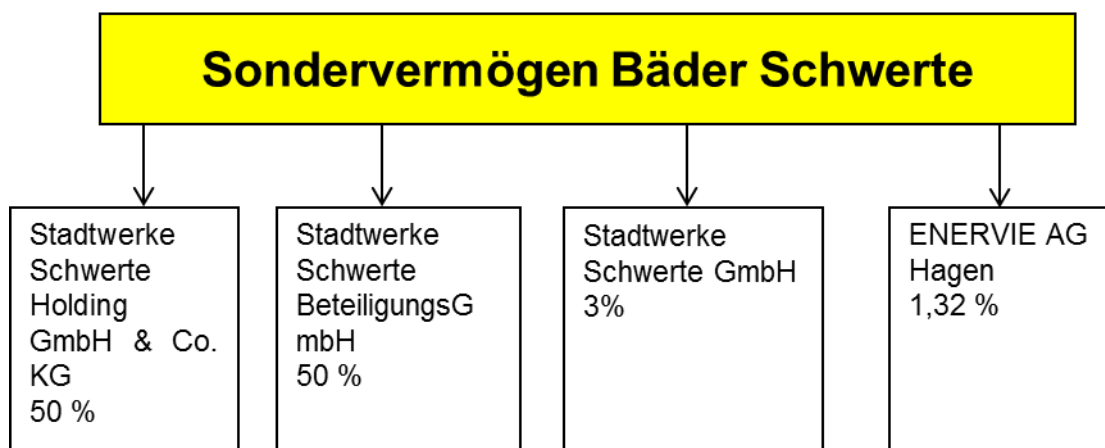 Sondervermögen Bäder Schwerte
Stadtwerke
Schwerte
Holding
GmbH & Co.
KG
50 %
Stadtwerke
Schwerte
BeteiligungsG
mbH
50 %
Stadtwerke
Schwerte GmbH
3%
ENERVIE AG
Hagen
1,32 %